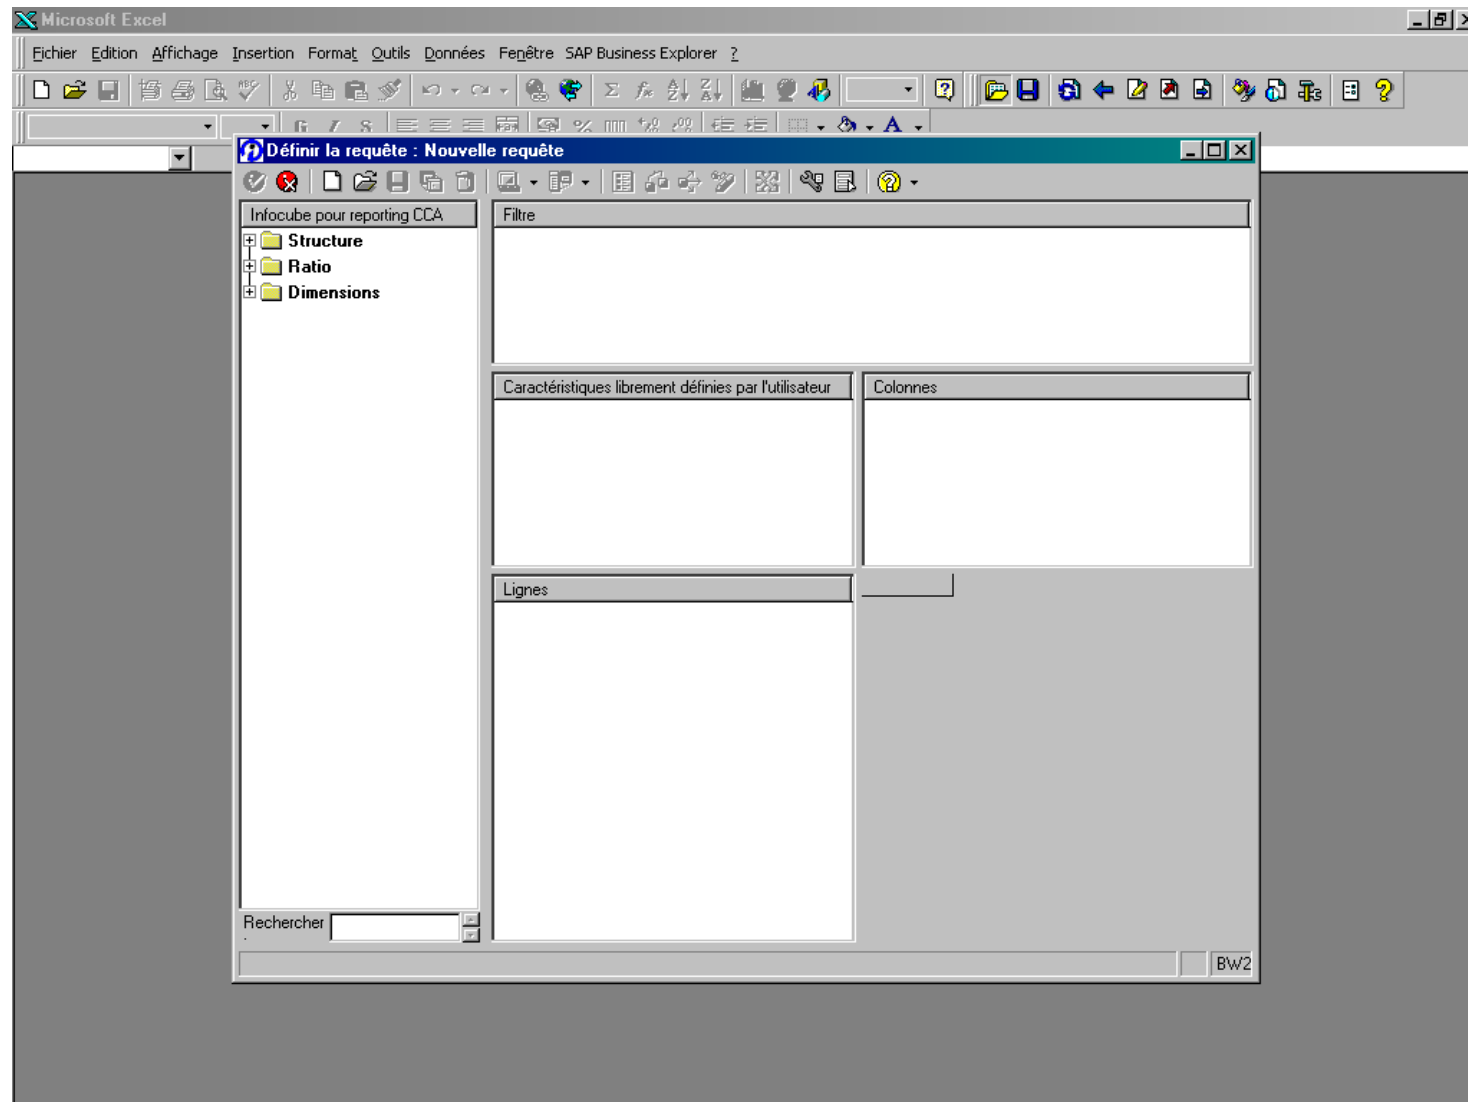 Microsoft Excel
Fichier Edition Affichage Insertion Format Outils Données Fenêtre SAP Business Explorer ?
G I S
Définir la requête : Nouvelle requête
Infocube pour reporting CCA
Structure
Ratio
Dimensions
Filtre
Caractéristiques librement définies par l'utilisateur
Colonnes
Lignes
Rechercher
BW2